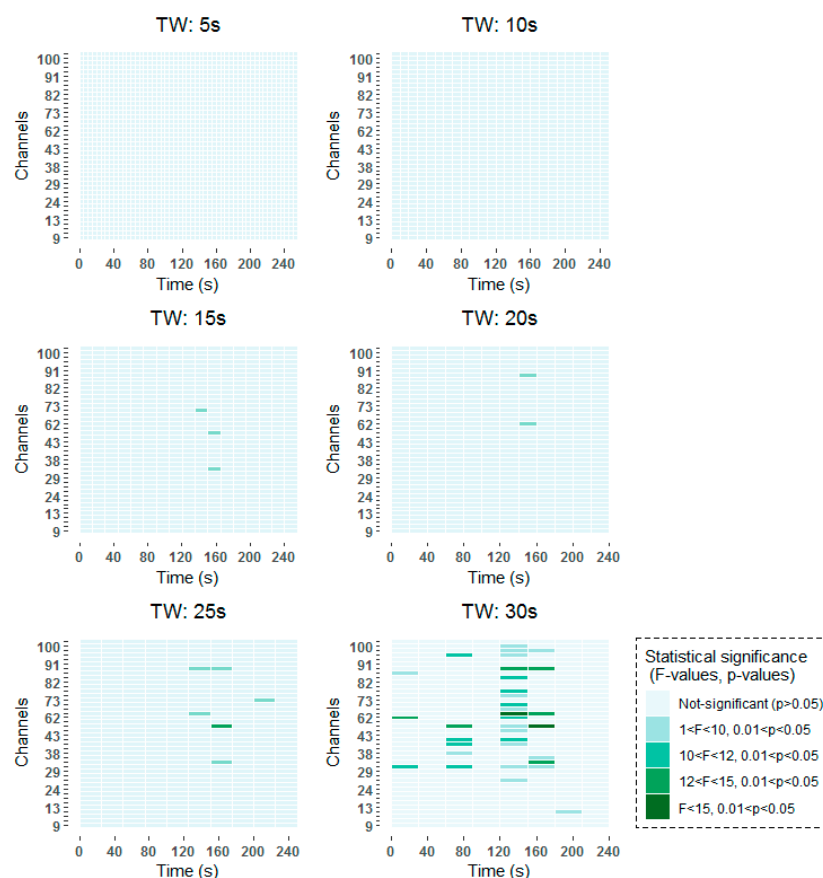 TW: 5s
TW: 10s
Channels
100
91
82
73
62
43
38
29
24
13
9
0 40 80 120 160 200 240
Time (s)
Channels
100
91
82
73
62
43
38
29
24
13
9
0 40 80 120 160 200 240
Time (s)
TW: 15s
TW: 20s
Channels
100
91
82
73
62
43
38
29
24
13
9
0 40 80 120 160 200 240
Time (s)
Channels
100
91
82
73
62
43
38
29
24
13
9
0 40 80 120 160 200 240
Time (s)
TW: 25s
TW: 30s
Channels
100
91
82
73
62
43
38
29
24
13
9
0 40 80 120 160 200 240
Time (s)
Channels
100
91
82
73
62
43
38
29
24
13
9
0 40 80 120 160 200 240
Time (s)
Statistical significance
(F-values, p-values)
Not-significant (p>0.05)
1<F<10, 0.01<p<0.05
10<F<12, 0.01<p<0.05
12<F<15, 0.01<p<0.05
F<15, 0.01<p<0.05